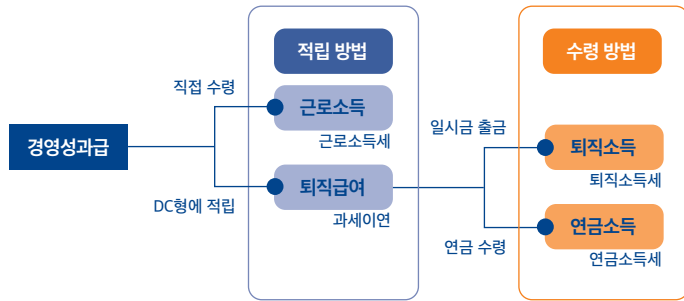 적립 방법
수령 방법
직접 수령
근로소득
근로소득세
일시금 출금
경영성과급
퇴직소득
퇴직소득세
퇴직급여
DC형에 적립
과세이연
연금소득
연금 수령
연금소득세